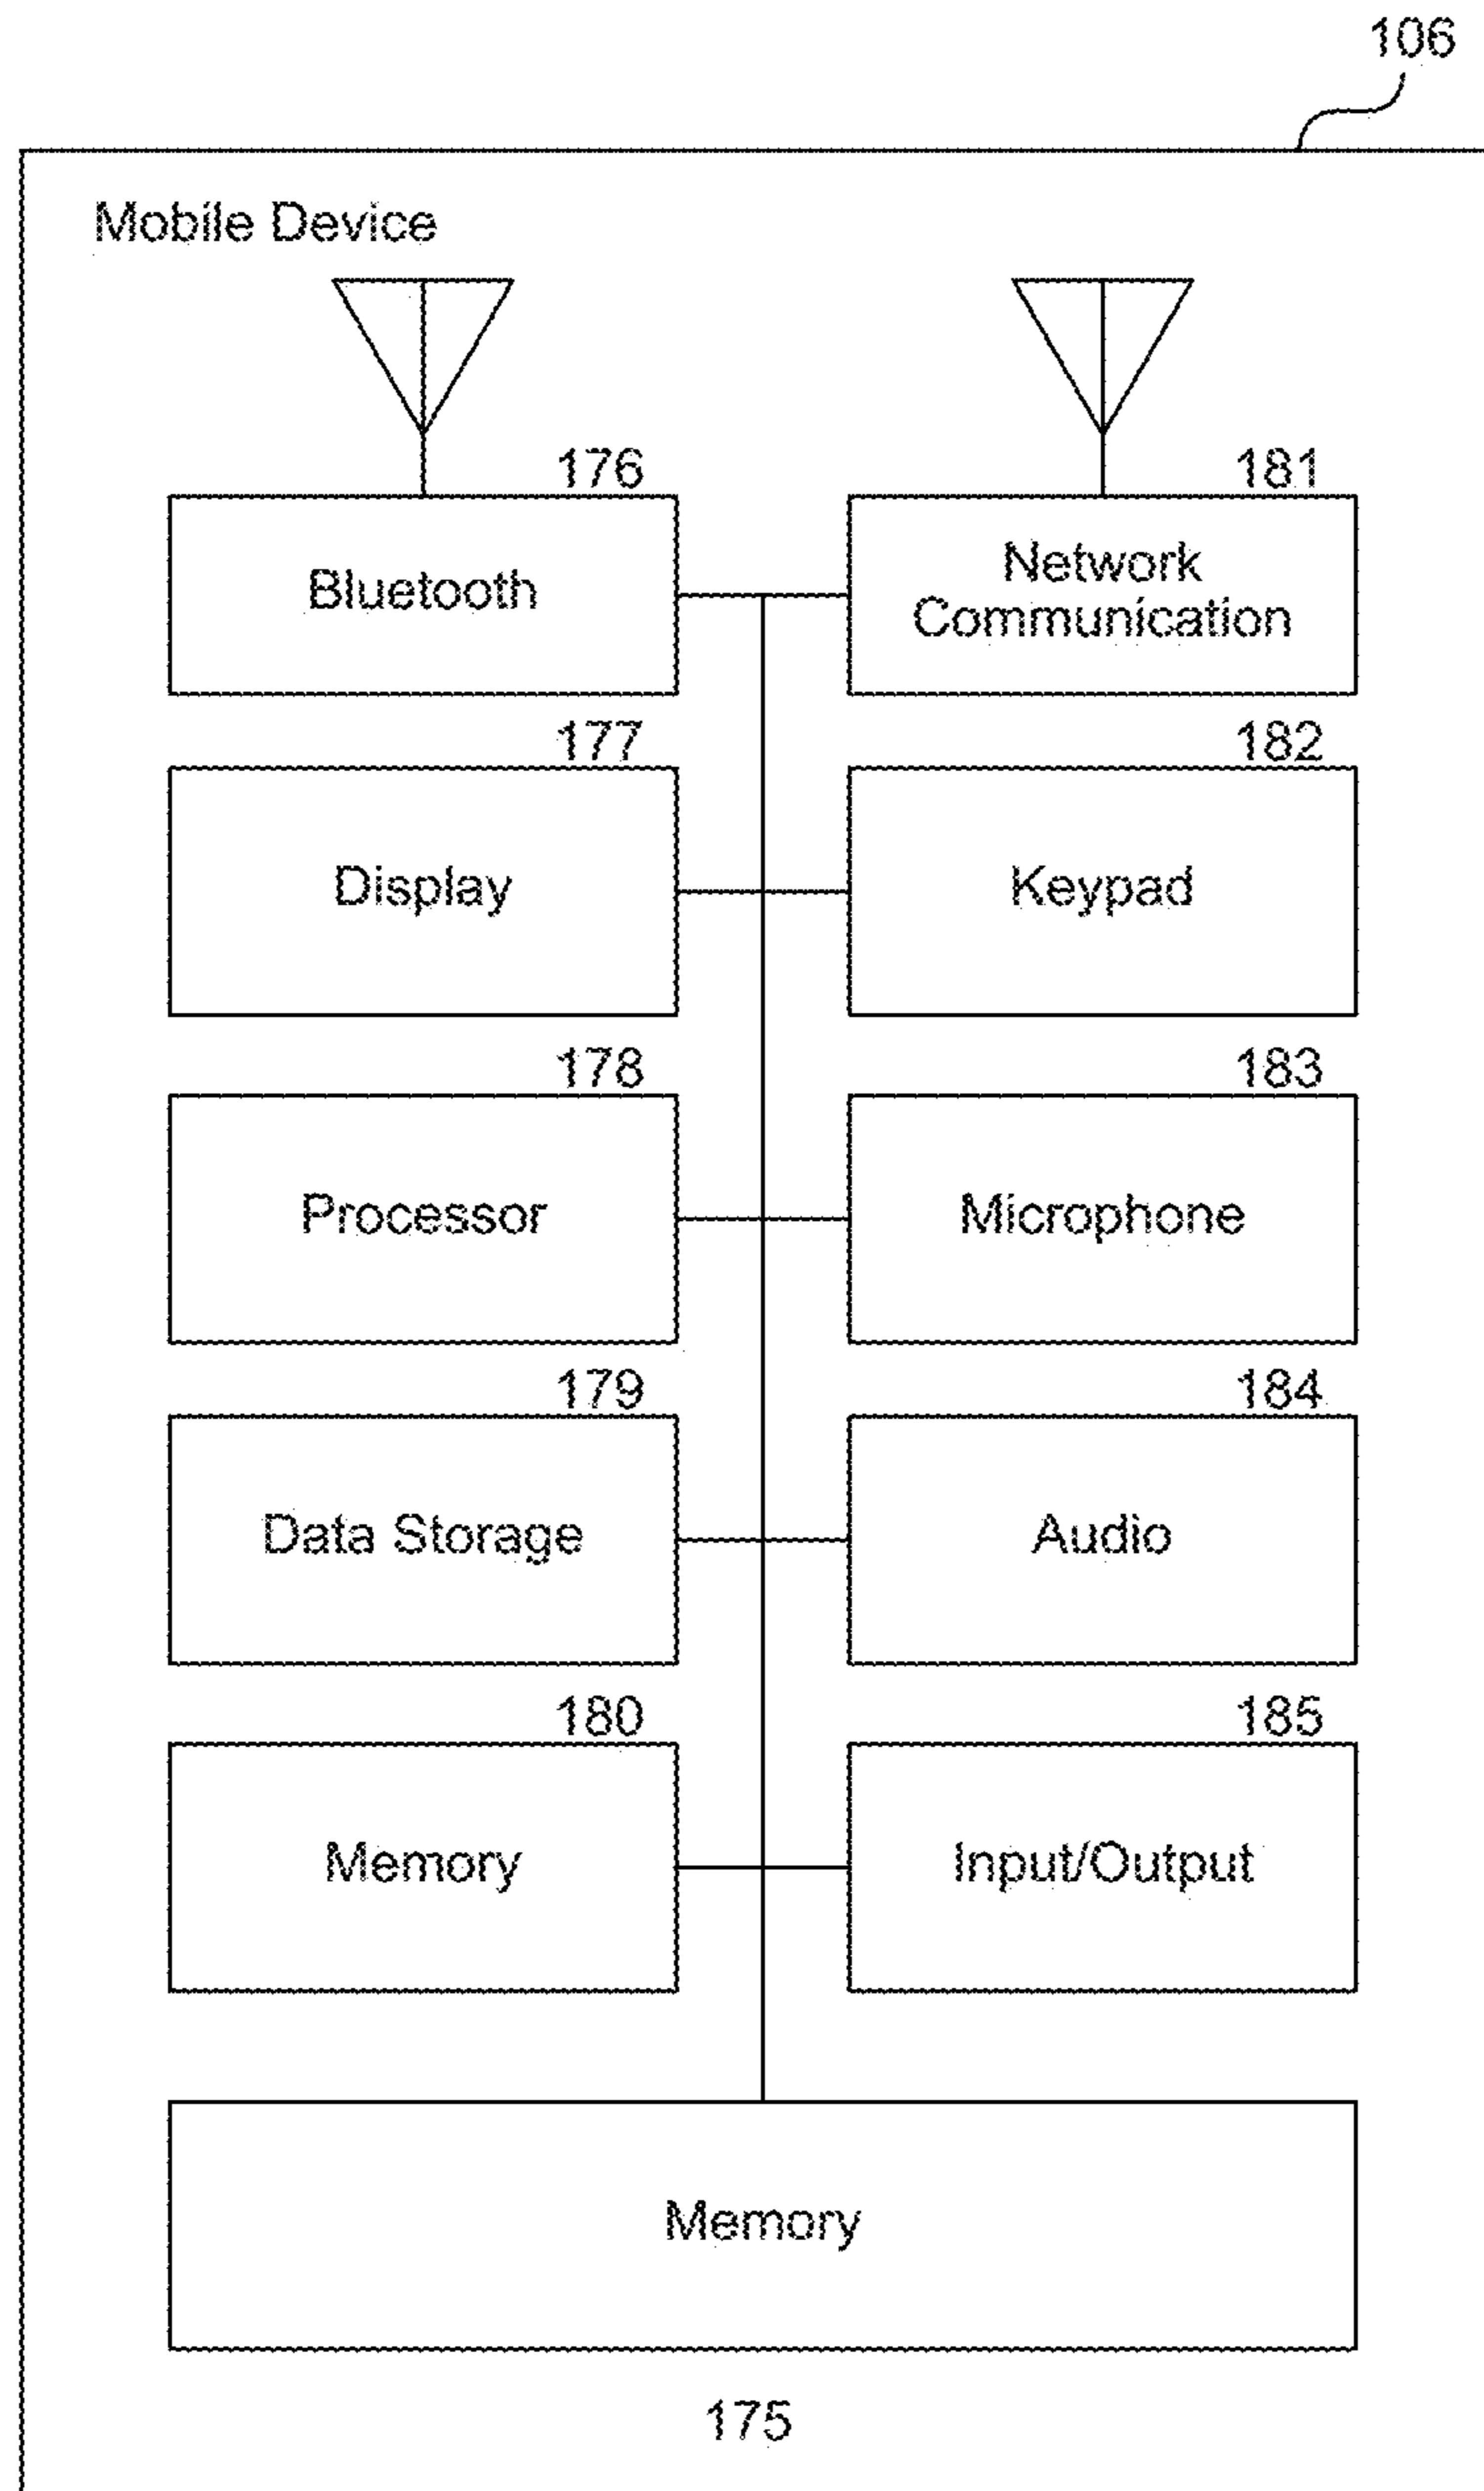 106
Mobile Device
176
181
Bluetooth
Network
Communication
177
182
Display
Keypad
178
183
Processor
Microphone
179
184
Data Storage
Audio
180
185
Memory
Input/Output
Memory
175